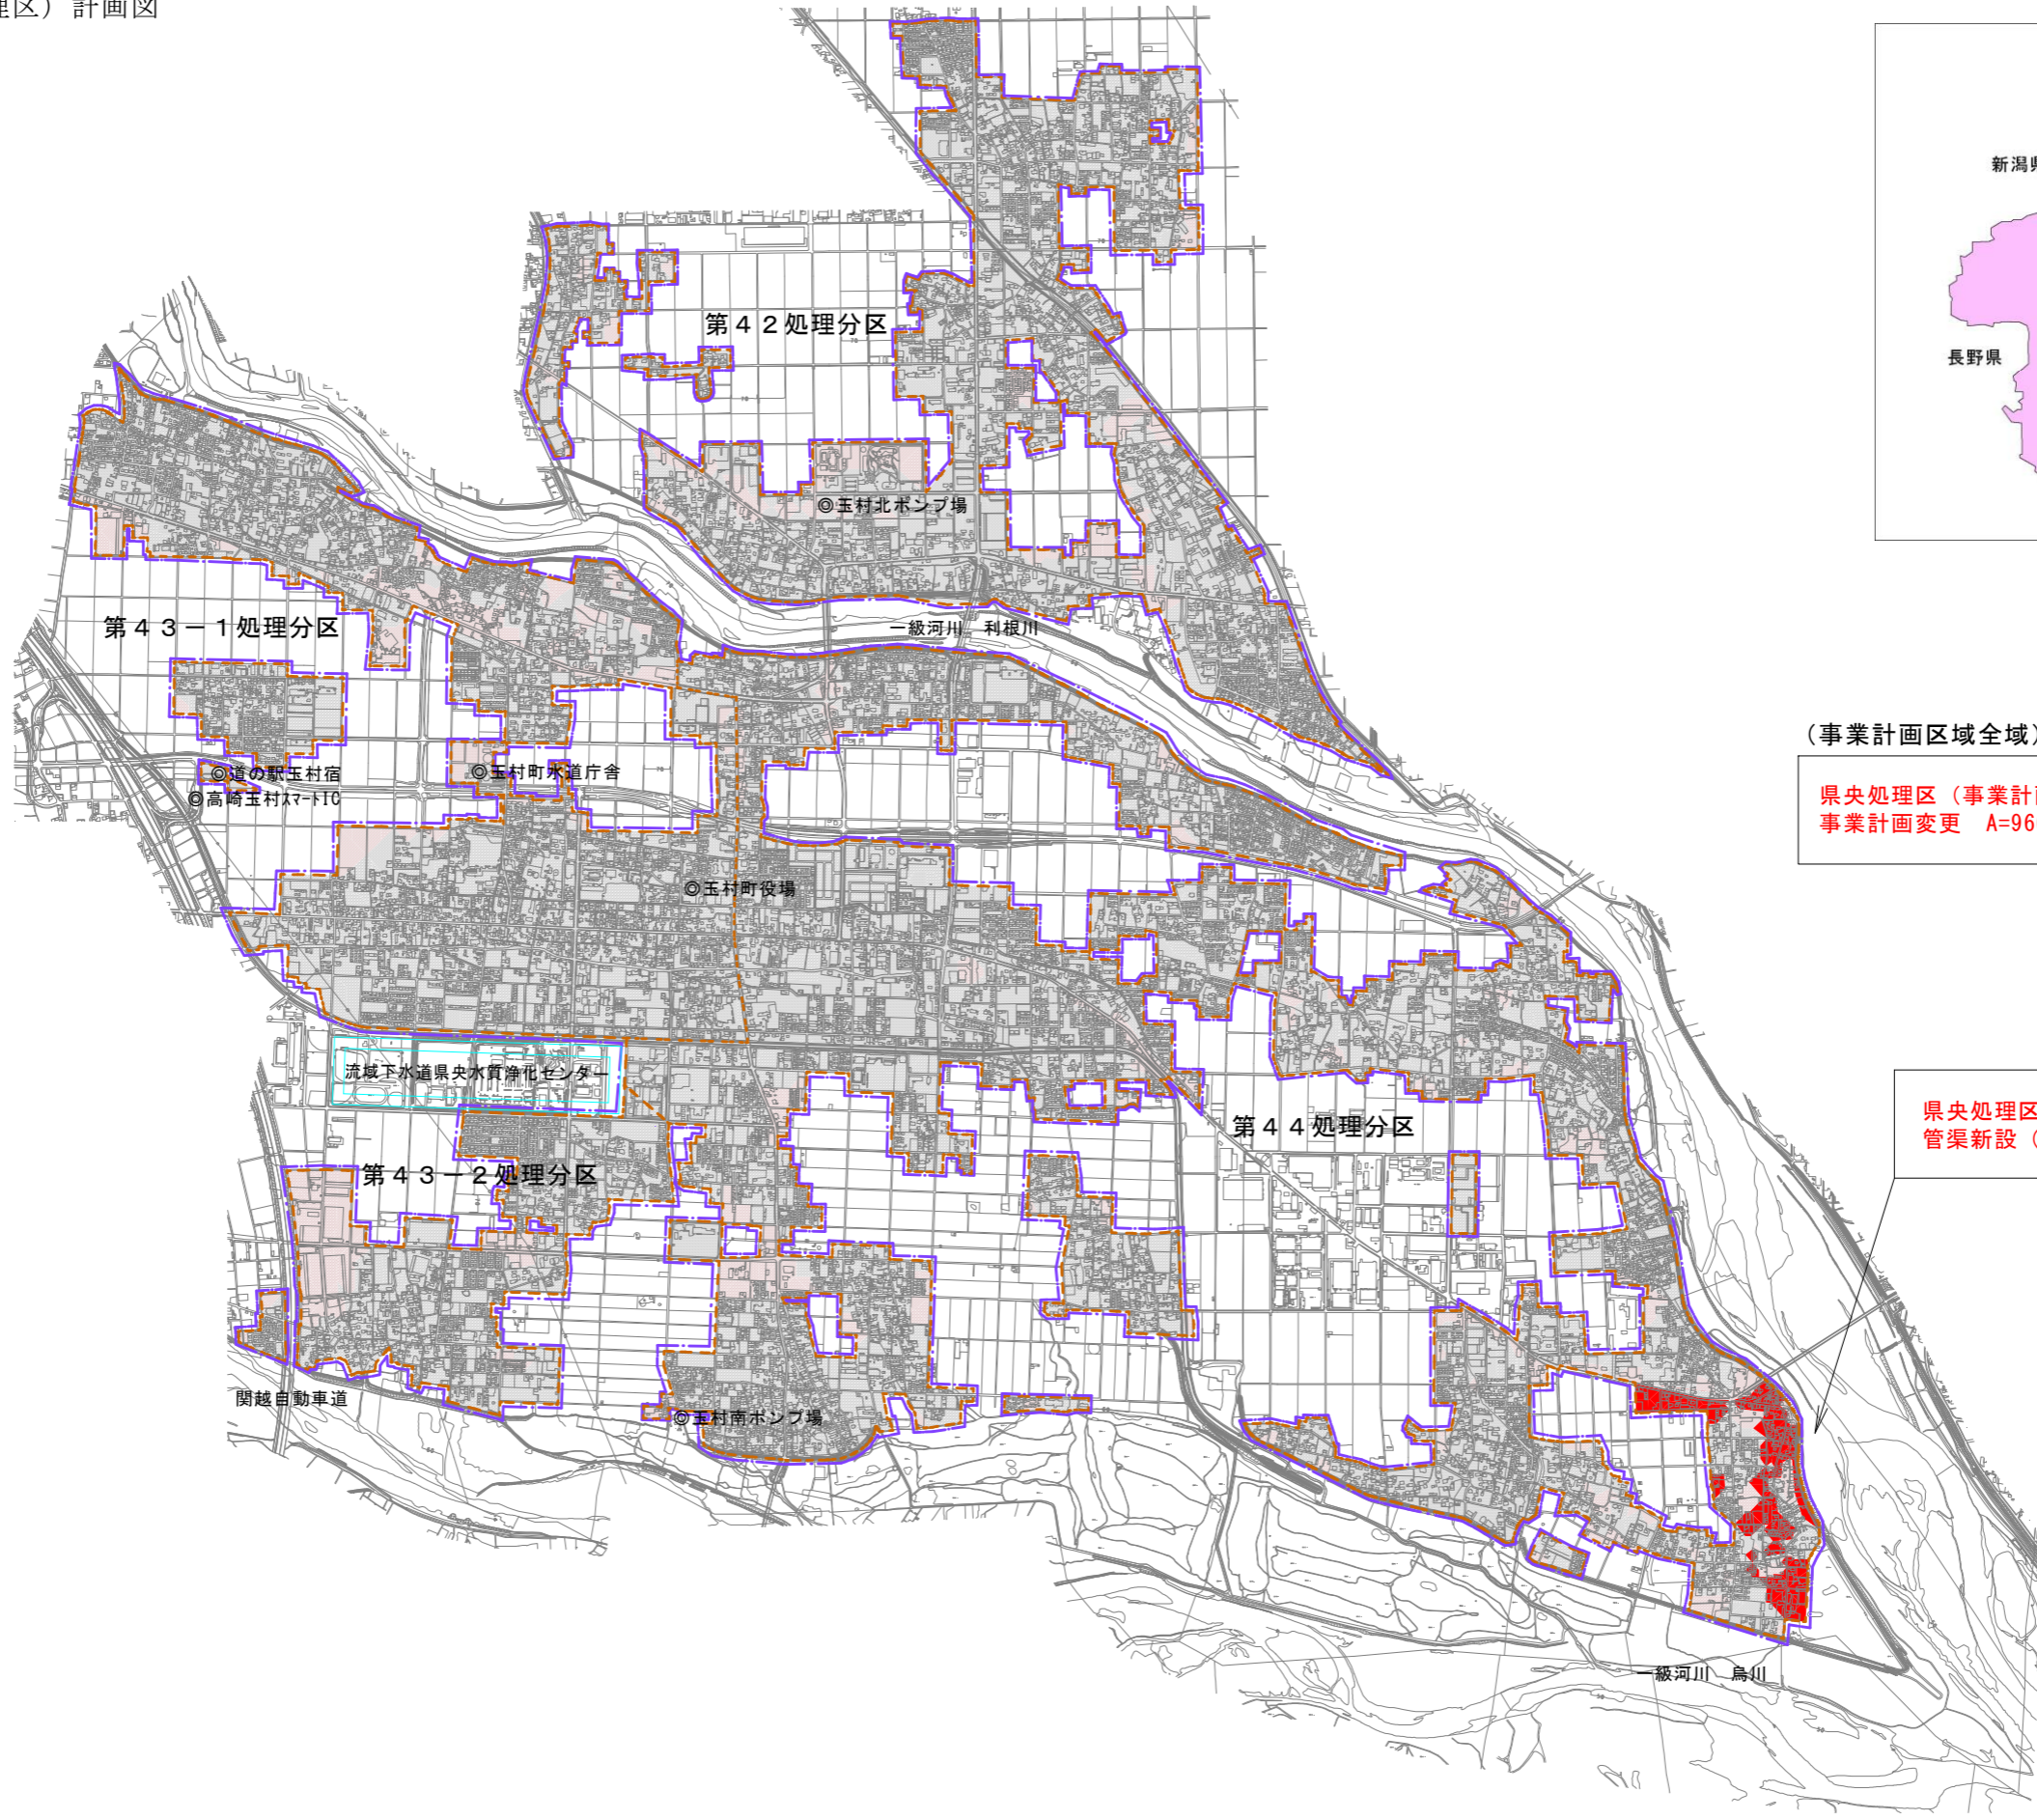 理区）計画図
新潟県
長野県
第４２処理分区
◎玉村北ポンプ場
第４３－１処理分区
一級河川　利根川
（事業計画区域全域）
◎道の駅玉村宿
◎玉村町水道庁舎
◎高崎玉村スマートIC
県央処理区（事業計画
事業計画変更　A=96
◎玉村町役場
流域下水道県央水質浄化センター
県央処理区
管渠新設（
第４４処理分区
第４３－２処理分区
関越自動車道
◎玉村南ポンプ場
一級河川　烏川